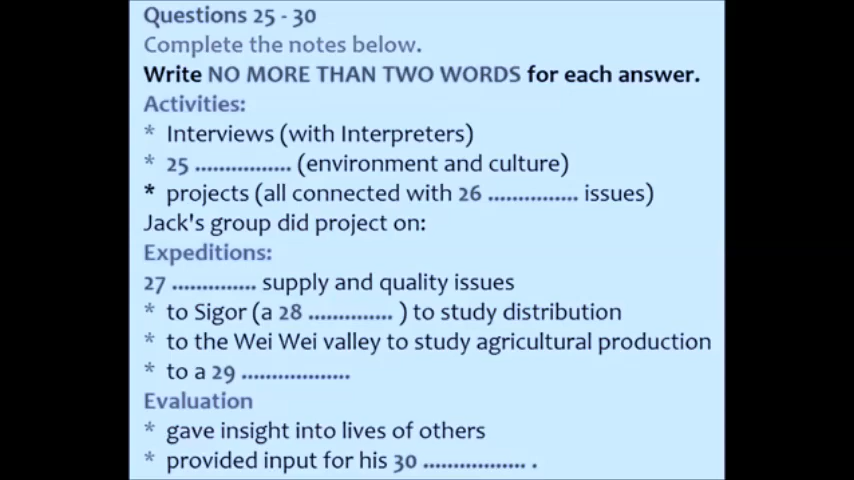 Questions 25 - 30
Complete the notes below.
Write NO MORE THAN TWO WORDS for each answer.
Activities:
* Interviews (with Interpreters)
* 25 ................ (environment and culture)
* projects (all connected with 26 ............... issues)
Jack's group did project on:
Expeditions:
27 .............. supply and quality issues
* to Sigor (a 28 .............. ) to study distribution
* to the Wei Wei valley to study agricultural production
* to a 29 ..................
Evaluation
* gave insight into lives of others
* provided input for his 30 ................. .